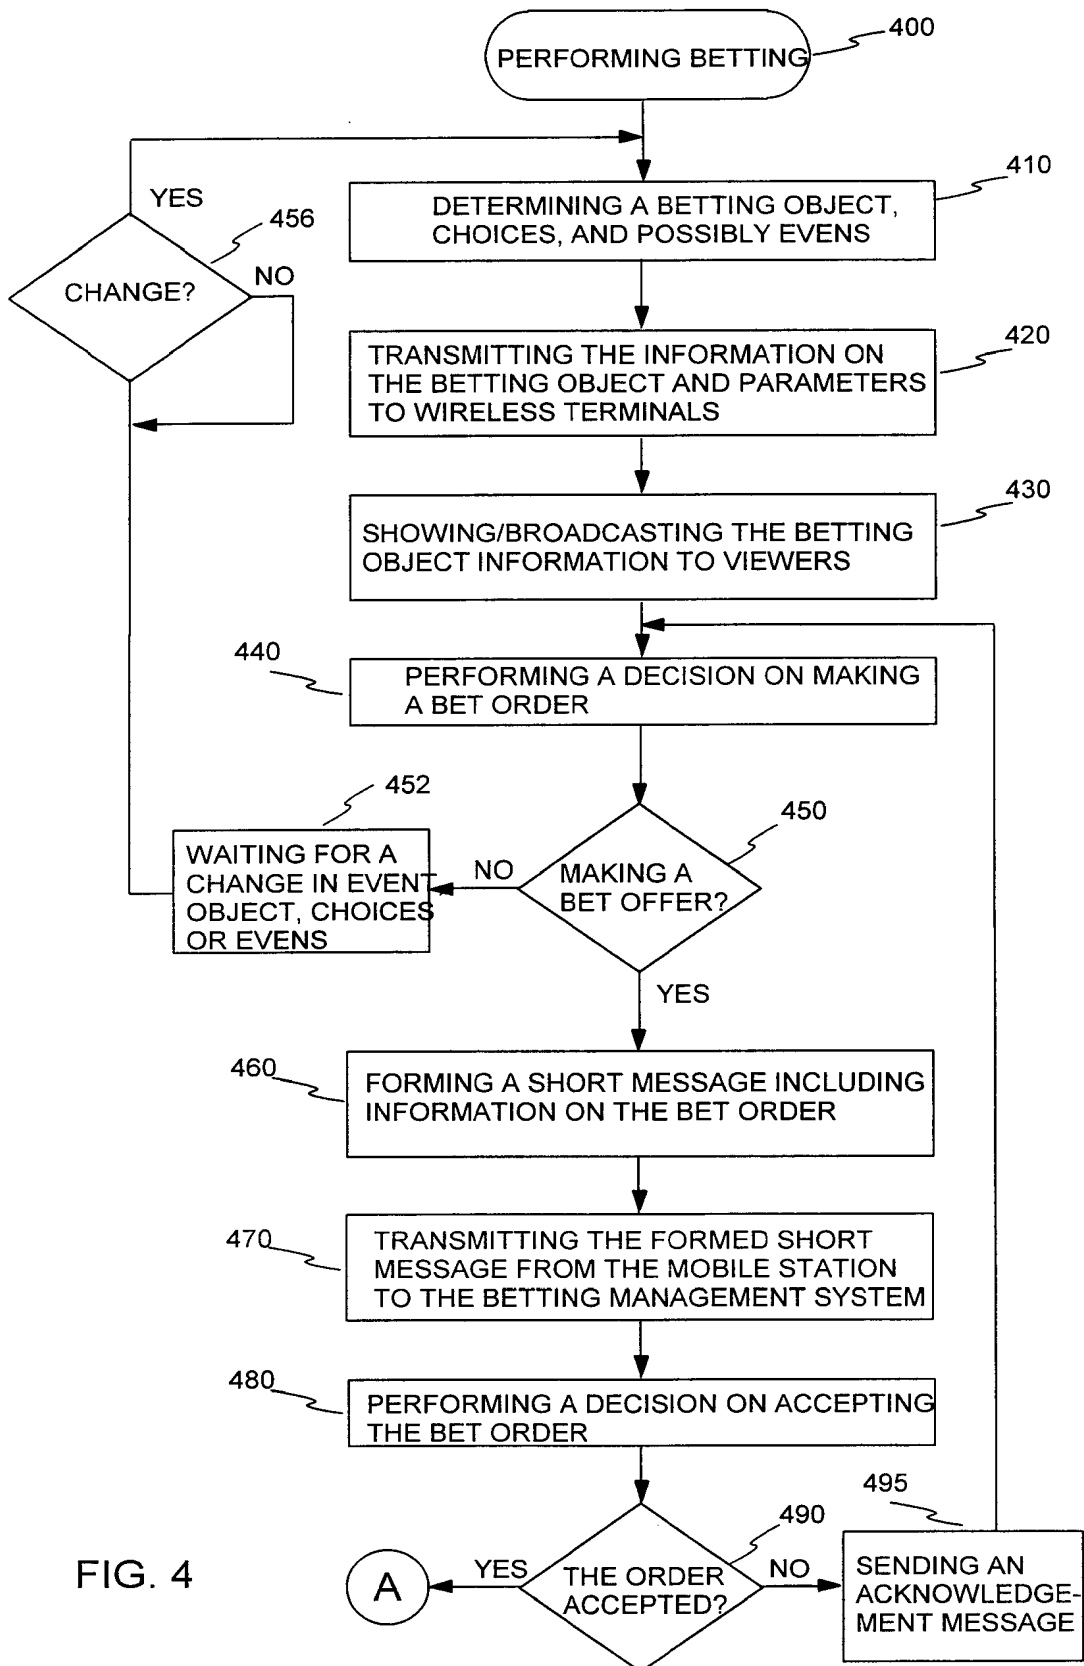 400
PERFORMING BETTING
YES
410
DETERMINING A BETTING OBJECT,
CHOICES, AND POSSIBLY EVENS
456
CHANGE?
NO
420
TRANSMITTING THE INFORMATION ON
THE BETTING OBJECT AND PARAMETERS
TO WIRELESS TERMINALS
430
SHOWING/BROADCASTING THE BETTING
OBJECT INFORMATION TO VIEWERS
440
PERFORMING A DECISION ON MAKING
A BET ORDER
452
WAITING FOR A
CHANGE IN EVENT
OBJECT, CHOICES
OR EVENS
NO
450
MAKING A
BET OFFER?
YES
460
FORMING A SHORT MESSAGE INCLUDING
INFORMATION ON THE BET ORDER
470
TRANSMITTING THE FORMED SHORT
MESSAGE FROM THE MOBILE STATION
TO THE BETTING MANAGEMENT SYSTEM
480
PERFORMING A DECISION ON ACCEPTING
THE BET ORDER
490
495
FIG. 4
A
YES
THE ORDER
ACCEPTED?
NO
SENDING AN
ACKNOWLEDGE-
MENT MESSAGE